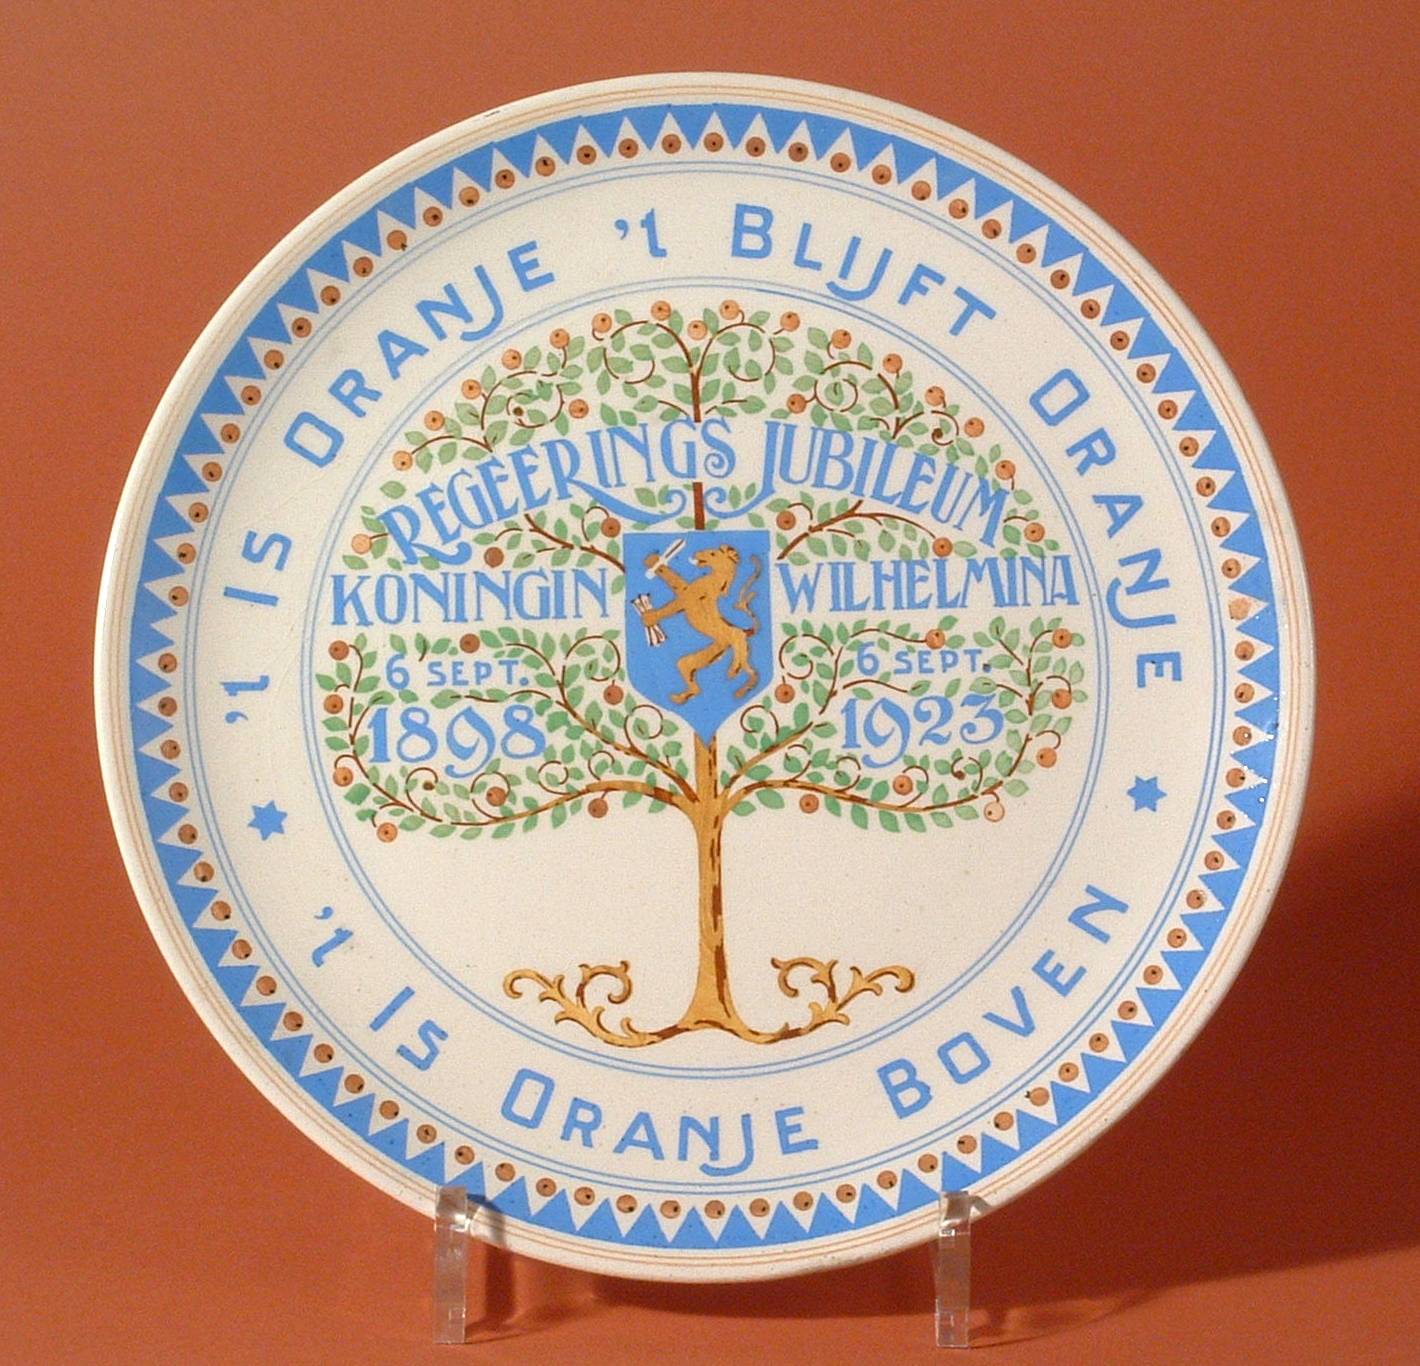 't IS ORANJE 't BLIJFT ORANJE
REGEERINGS JUBILEUM
KONINGIN WILHELMINA
6 SEPT. 6 SEPT.
1898 1923
't IS ORANJE BOVEN